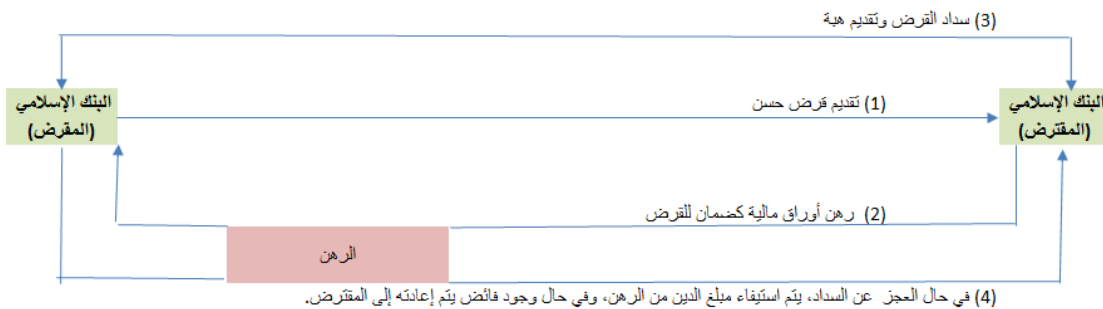 (3) سداد القرض وتقديم هبة
البنك الإسلامي
(المقترض)
البنك الإسلامي
(المقرض)
(1) تقديم قرض حسن
(2) رهن أوراق مالية كضمان للقرض
الرهن
(4) في حال العجز عن السداد، يتم استيفاء مبلغ الدين من الرهن، وفي حال وجود فائض يتم إعادته إلى المقترض.